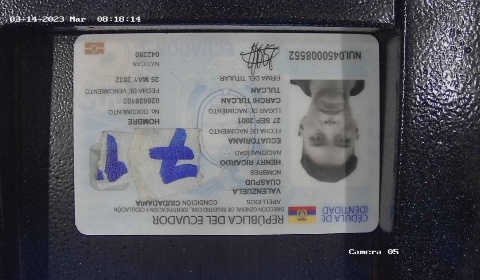 03-14-2023 Mar 08:18:14
REPÚBLICA DEL ECUADOR
DIRECCIÓN GENERAL DE REGISTRO CIVIL, IDENTIFICACIÓN Y CEDULACIÓN
CÉDULA DE
IDENTIDAD
CONDICIÓN CIUDADANÍA
APELLIDOS
VALENZUELA
CUASPUD
NOMBRES
HENRY RICARDO
NACIONALIDAD
ECUATORIANA
FECHA DE NACIMIENTO
27 SEP 2001
LUGAR DE NACIMIENTO
CARCHI TULCAN
TULCAN
FIRMA DEL TITULAR
HOMBRE
No. DOCUMENTO
FECHA DE VENCIMIENTO
25 MAY 2032
NAT/CAN
042280
NUI.0450008552
Camera 05